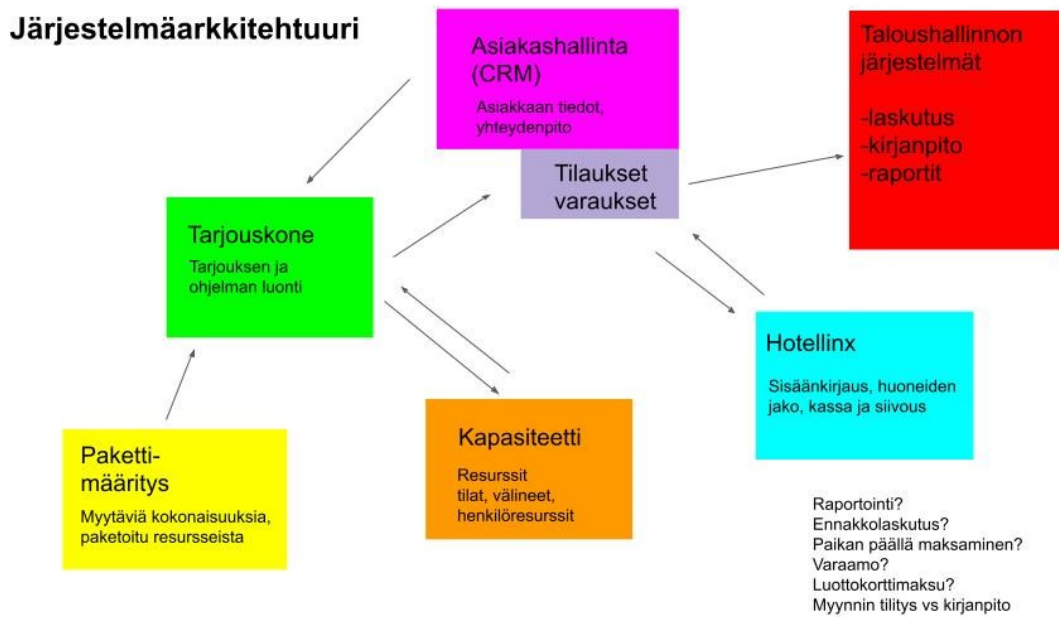 Järjestelmäarkkitehtuuri
Asiakashallinta
(CRM)
Asiakkaan tiedot,
yhteydenpito
Tilaukset
varaukset
Taloushallinnon
järjestelmät
-laskutus
-kirjanpito
-raportit
Tarjouskone
Tarjouksen ja
ohjelman luonti
Hotellinx
Sisäänkirjaus, huoneiden
jako, kassa ja siivous
Paketti-
määritys
Myytäviä kokonaisuuksia,
paketoitu resursseista
Kapasiteetti
Resurssit
tilat, välineet,
henkilöresurssit
Raportointi?
Ennakkolaskutus?
Paikan päällä maksaminen?
Varaamo?
Luottokorttimaksu?
Myynnin tilitys vs kirjanpito